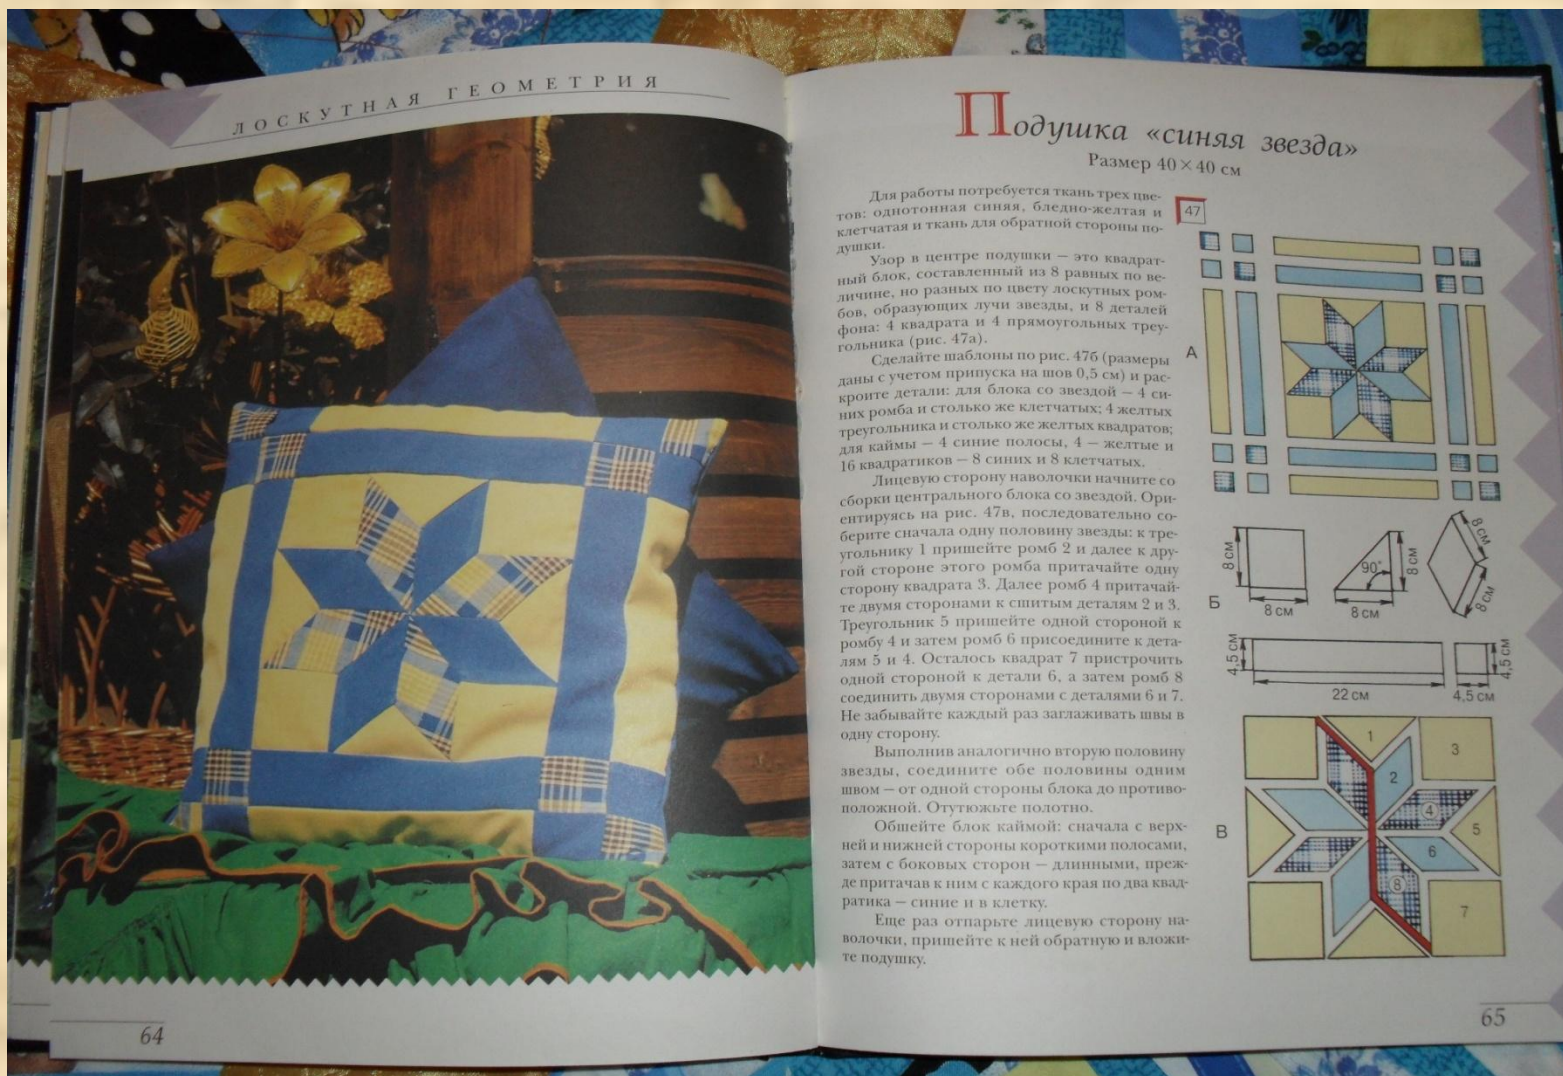 ЛОСКУТНАЯ ГЕОМЕТРИЯ
64
Подушка «синяя звезда»
Размер 40×40 см
Для работы потребуется ткань трех цве-
тов: однотонная синяя, бледно-желтая и
клетчатая и ткань для обратной стороны по-
душки.
Узор в центре подушки – это квадрат-
ный блок, составленный из 8 равных по ве-
личине, но разных по цвету лоскутных ром-
бов, образующих лучи звезды, и 8 деталей
фона: 4 квадрата и 4 прямоугольных треу-
гольника (рис. 47а).
Сделайте шаблоны по рис. 47б (размеры
даны с учетом припуска на шов 0,5 см) и рас-
кроите детали: для блока со звездой – 4 си-
них ромба и столько же клетчатых; 4 желтых
треугольника и столько же желтых квадратов;
для каймы – 4 синие полосы, 4 – желтые и
16 квадратиков – 8 синих и 8 клетчатых.
Лицевую сторону наволочки начните со
сборки центрального блока со звездой. Ори-
ентируясь на рис. 47в, последовательно со-
берите сначала одну половину звезды: к тре-
угольнику 1 пришейте ромб 2 и далее к дру-
гой стороне этого ромба притачайте одну
сторону квадрата 3. Далее ромб 4 притачай-
те двумя сторонами к сшитым деталям 2 и 3.
Треугольник 5 пришейте одной стороной к
ромбу 4 и затем ромб 6 присоедините к дета-
лям 5 и 4. Осталось квадрат 7 пристрочить
одной стороной к детали 6, а затем ромб 8
соединить двумя сторонами с деталями 6 и 7.
Не забывайте каждый раз заглаживать швы в
одну сторону.
Выполнив аналогично вторую половину
звезды, соедините обе половины одним
швом – от одной стороны блока до противо-
положной. Отутюжьте полотно.
Обшейте блок каймой: сначала с верх-
ней и нижней стороны короткими полосами,
затем с боковых сторон – длинными, преж-
де притачав к ним с каждого края по два квад-
ратика – синие и в клетку.
Еще раз отпарьте лицевую сторону на-
волочки, пришейте к ней обратную и вложи-
те подушку.
47
А
Б
8 см
8 см
90°
8 см
8 см
8 см
8 см
4,5 см
22 см
4,5 см
4,5 см
В
1
2
3
4
5
6
7
8
65